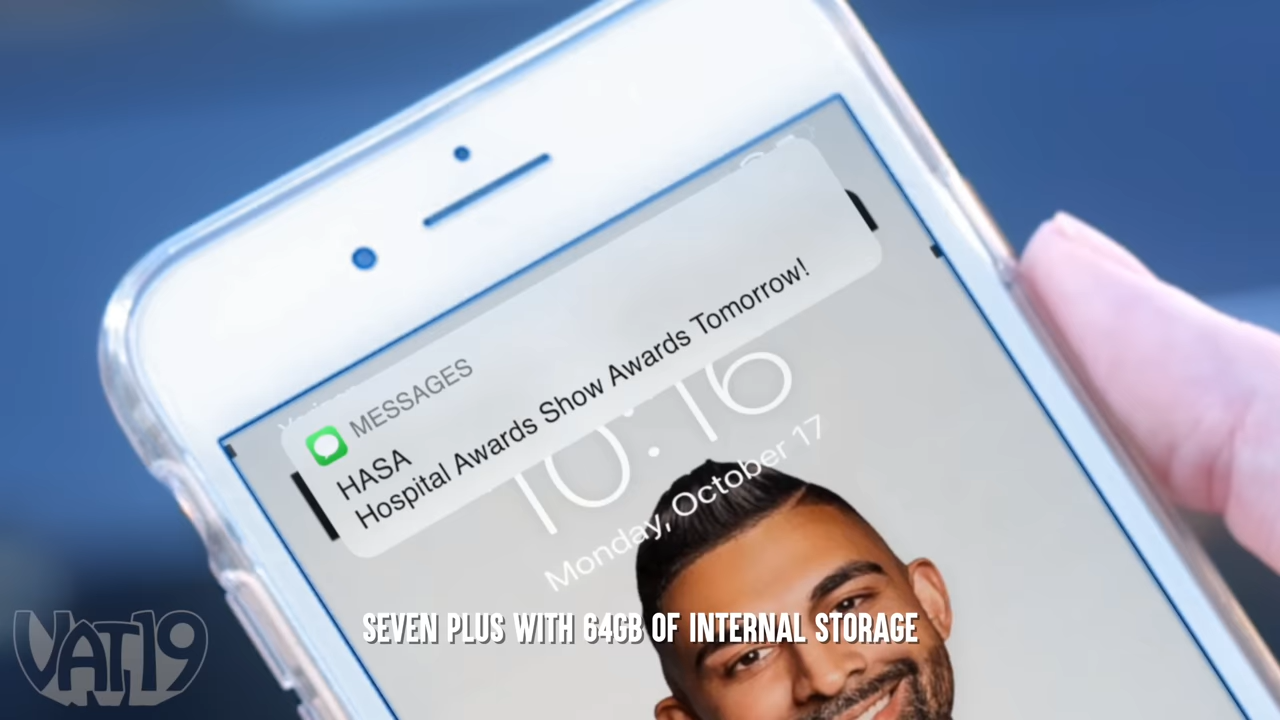 MESSAGES
HASA
Hospital Awards Show Awards Tomorrow!
10:16
Monday, October 17
SEVEN PLUS WITH 64GB OF INTERNAL STORAGE
VAT19